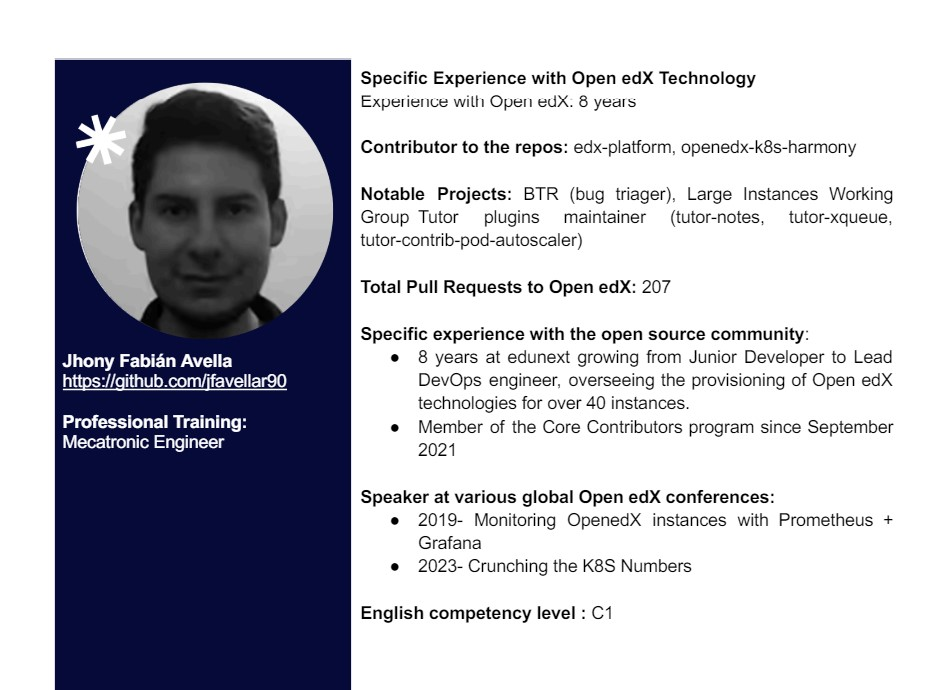 Jhony Fabián Avella
https://github.com/jfavellar90
Professional Training:
Mecatronic Engineer
Specific Experience with Open edX Technology
Experience with Open edX: 8 years
Contributor to the repos: edx-platform, openedx-k8s-harmony
Notable Projects: BTR (bug triager), Large Instances Working
Group Tutor plugins maintainer (tutor-notes, tutor-xqueue,
tutor-contrib-pod-autoscaler)
Total Pull Requests to Open edX: 207
Specific experience with the open source community:
● 8 years at edunext growing from Junior Developer to Lead
DevOps engineer, overseeing the provisioning of Open edX
technologies for over 40 instances.
● Member of the Core Contributors program since September
2021
Speaker at various global Open edX conferences:
● 2019- Monitoring OpenedX instances with Prometheus +
Grafana
● 2023- Crunching the K8S Numbers
English competency level : C1